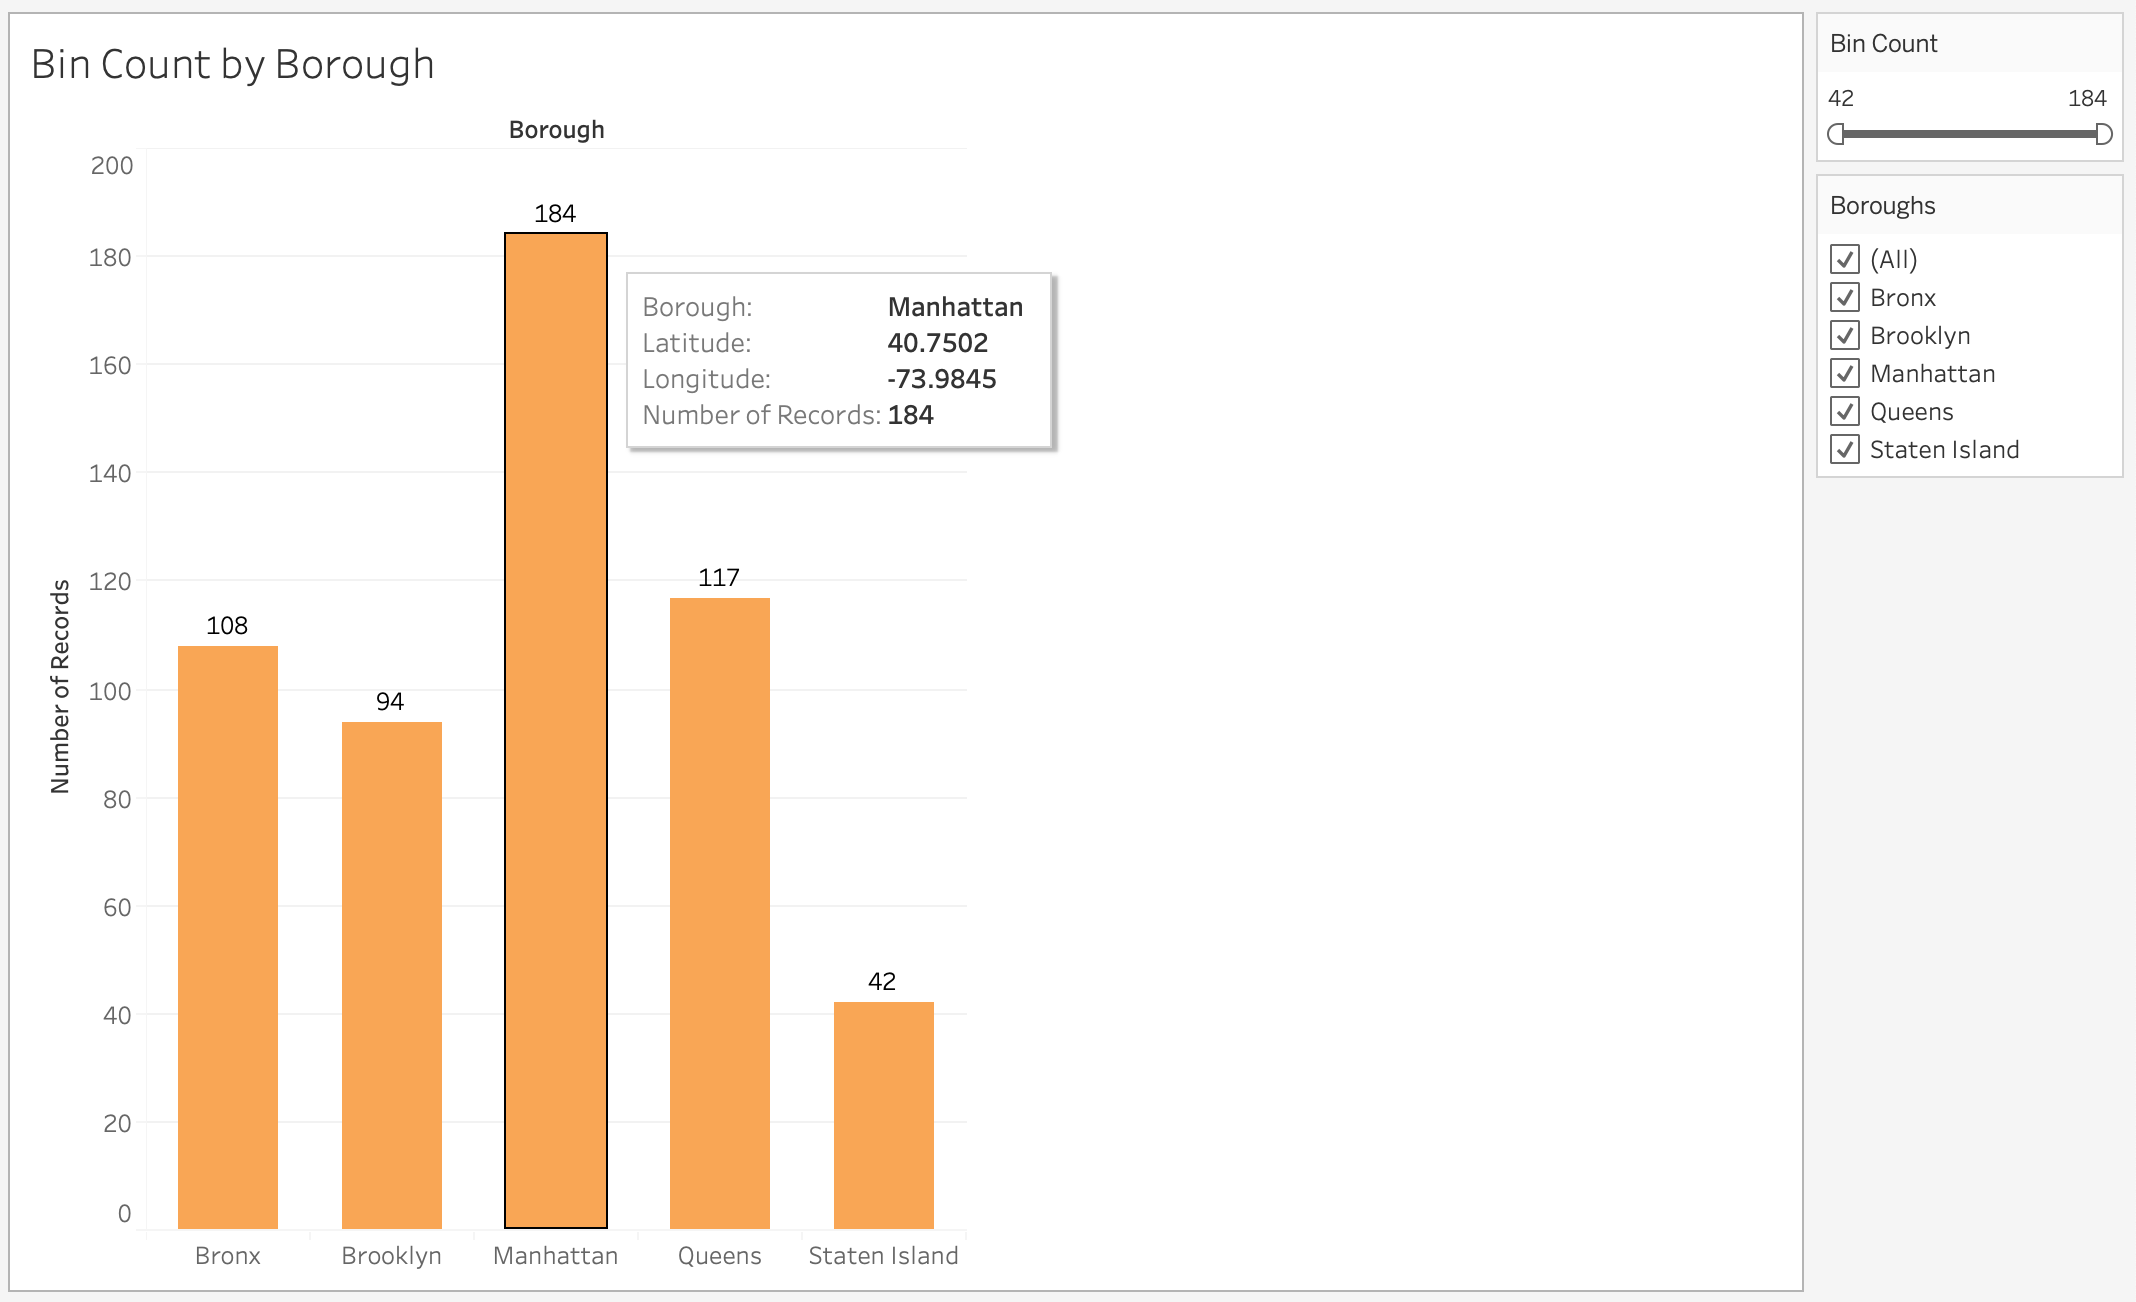 Bin Count by Borough
Borough
200
180
160
140
120
100
80
60
40
20
0
Number of Records
108
94
184
117
42
Borough: Manhattan
Latitude: 40.7502
Longitude: -73.9845
Number of Records: 184
Bronx Brooklyn Manhattan Queens Staten Island
Bin Count
42 184
Boroughs
(All)
Bronx
Brooklyn
Manhattan
Queens
Staten Island